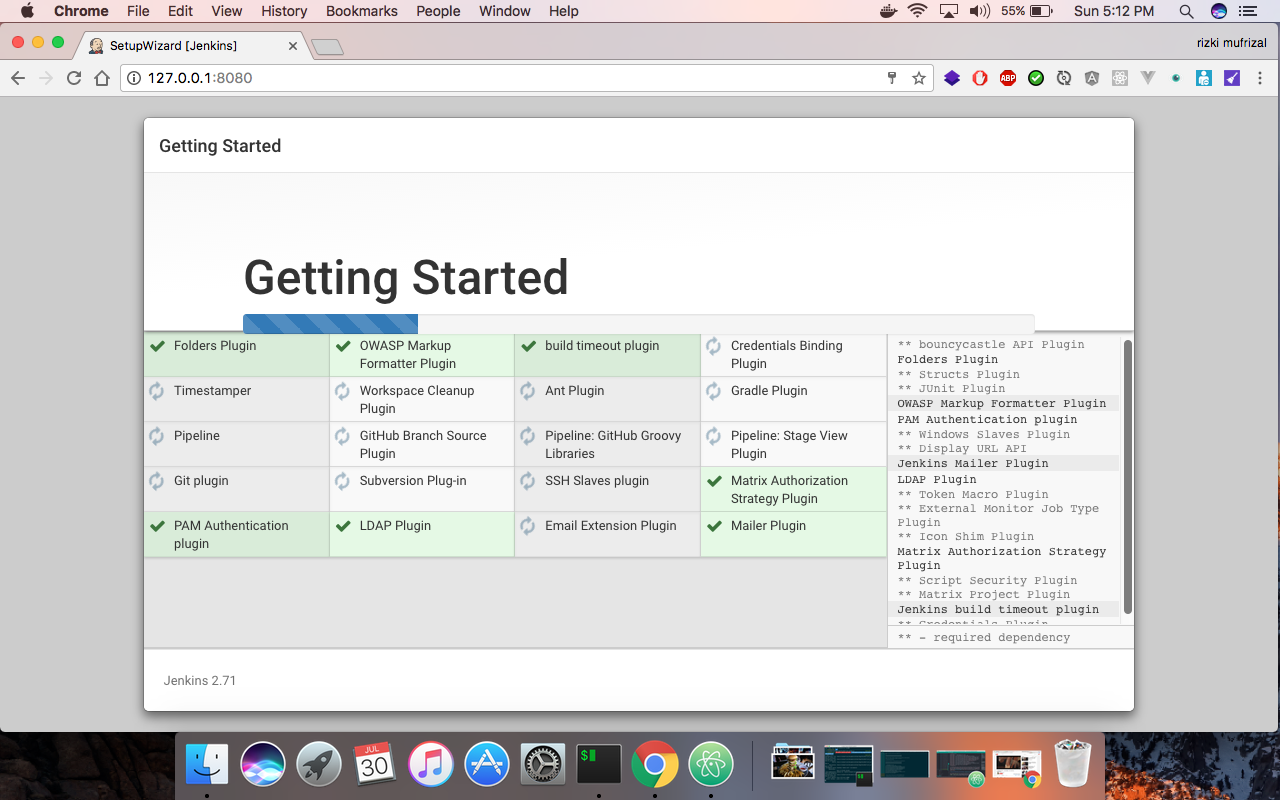 Chrome File Edit View History Bookmarks People Window Help 55% Sun 5:12 PM
SetupWizard [Jenkins]
rizki mufrizal
127.0.0.1:8080
ABP
Getting Started
Getting Started
Folders Plugin
OWASP Markup
Formatter Plugin
build timeout plugin
Credentials Binding
Plugin
Timestamper
Workspace Cleanup
Plugin
Ant Plugin
Gradle Plugin
Pipeline
GitHub Branch Source
Plugin
Pipeline: GitHub Groovy
Libraries
Pipeline: Stage View
Plugin
Git plugin
Subversion Plug-in
SSH Slaves plugin
Matrix Authorization
Strategy Plugin
PAM Authentication
plugin
LDAP Plugin
Email Extension Plugin
Mailer Plugin
** bouncycastle API Plugin
Folders Plugin
** Structs Plugin
** JUnit Plugin
OWASP Markup Formatter Plugin
PAM Authentication plugin
** Windows Slaves Plugin
** Display URL API
Jenkins Mailer Plugin
LDAP Plugin
** Token Macro Plugin
** External Monitor Job Type
Plugin
** Icon Shim Plugin
Matrix Authorization Strategy
Plugin
** Script Security Plugin
** Matrix Project Plugin
Jenkins build timeout plugin
** Credentials Plugin
** - required dependency
Jenkins 2.71
JUL
30
$